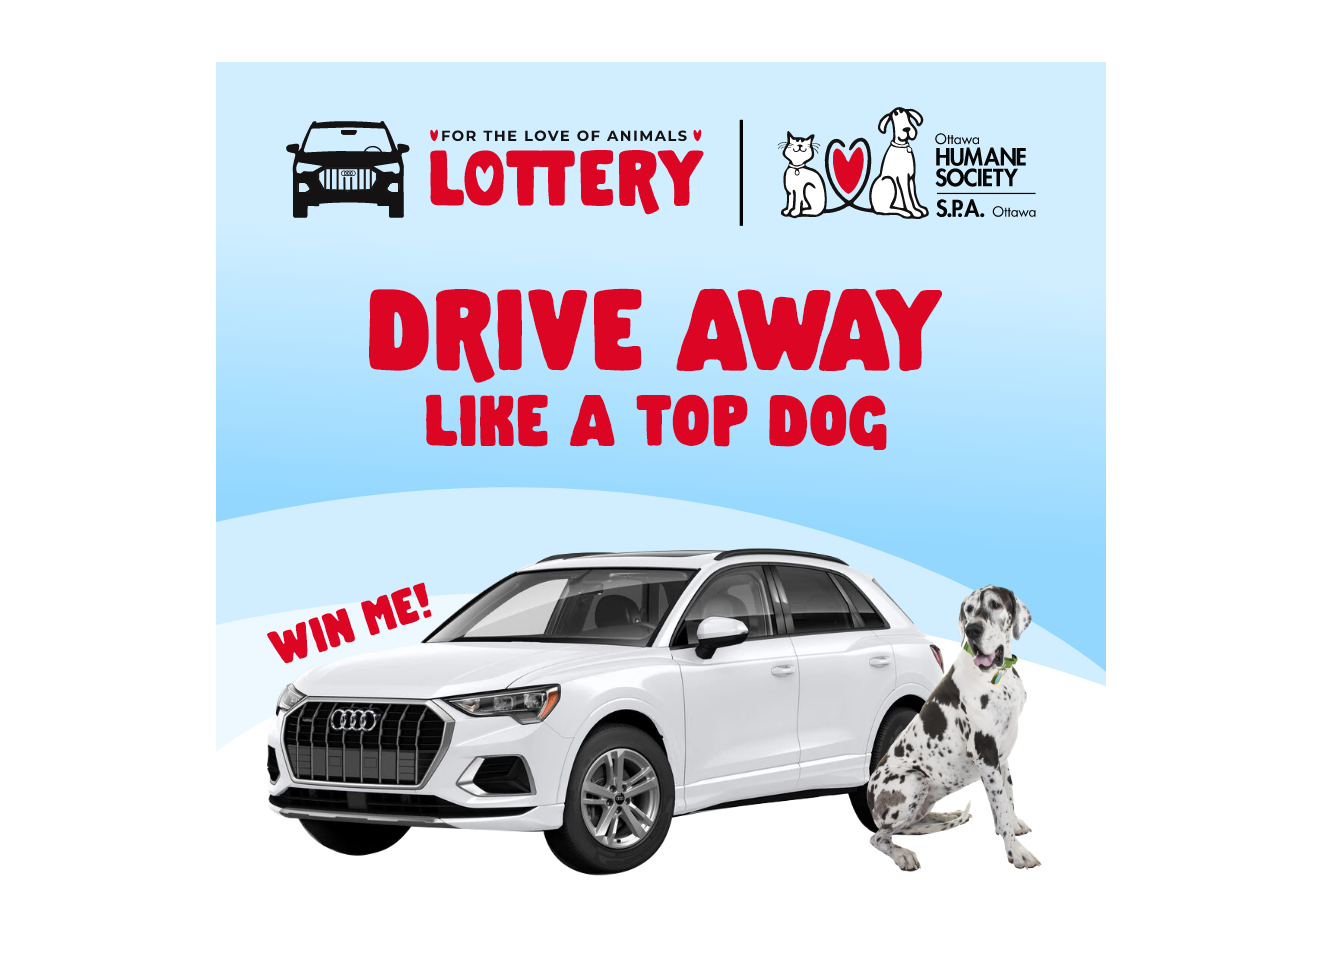 FOR THE LOVE OF ANIMALS
LOTTERY
Ottawa
HUMANE
SOCIETY
S.P.A. Ottawa
DRIVE AWAY
LIKE A TOP DOG
WIN ME!